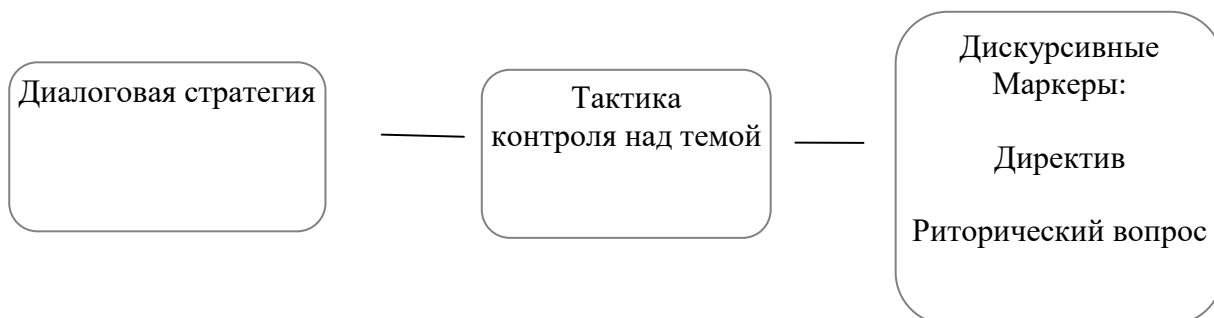 Диалоговая стратегия
Тактика
контроля над темой
Дискурсивные
Маркеры:
Директив
Риторический вопрос